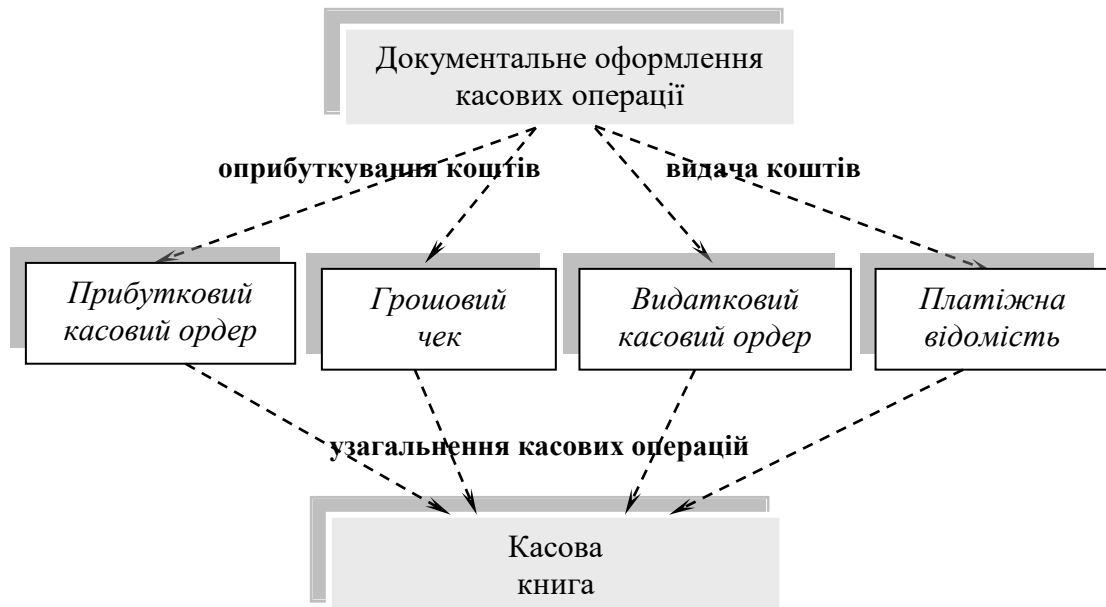 Документальне оформлення
касових операції
оприбуткування коштів
видача коштів
Прибутковий
касовий ордер
Грошовий
чек
Видатковий
касовий ордер
Платіжна
відомість
узагальнення касових операцій
Касова
книга